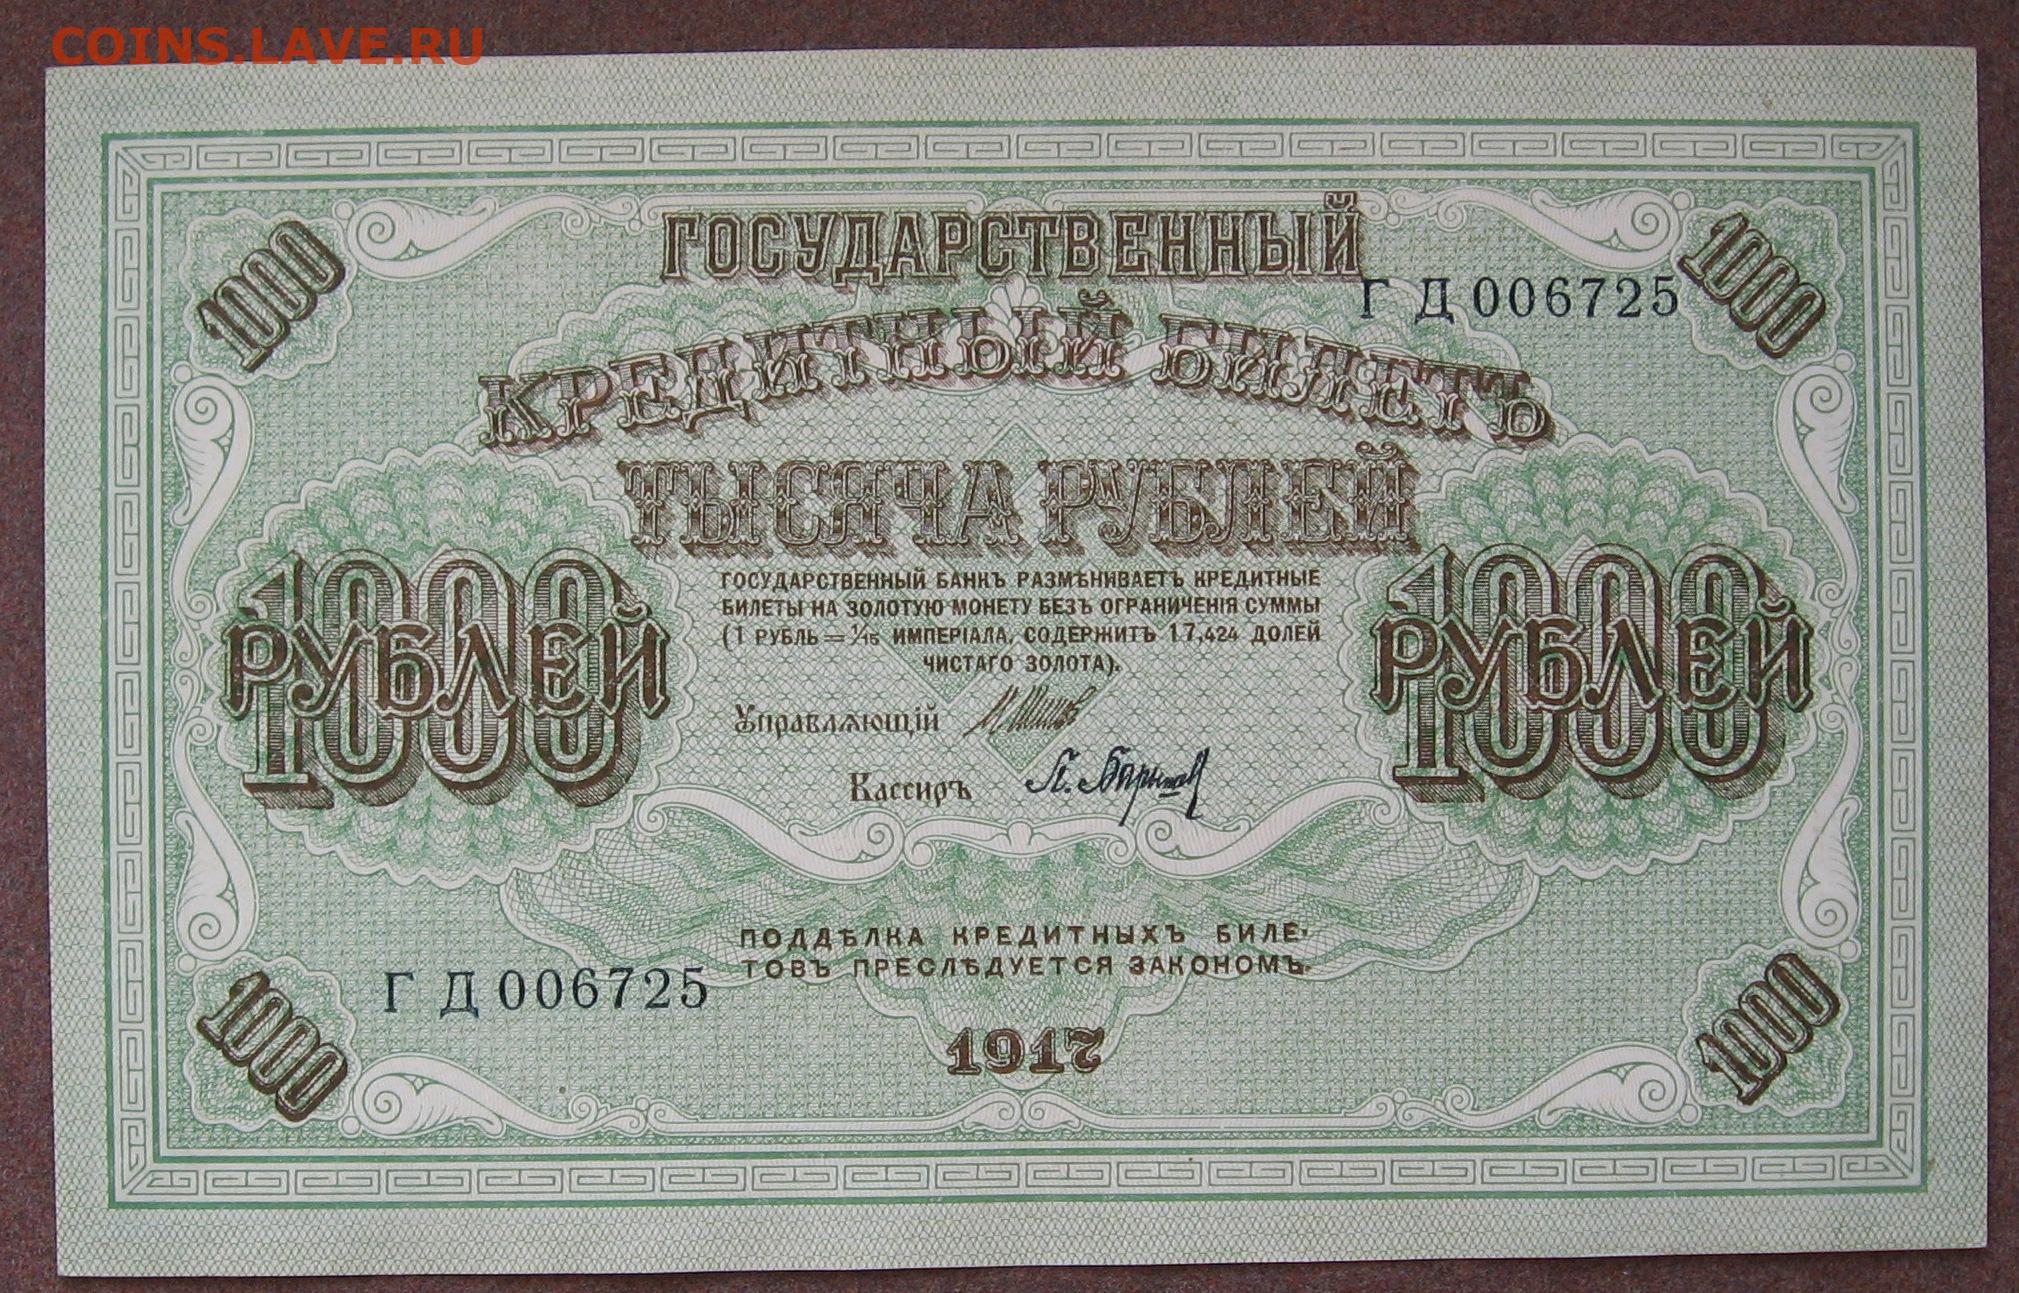 COINS.LAVE.RU
1000
ГОСУДАРСТВЕННЫЙ
1000
ГД 006725
КРЕДИТНЫЙ БИЛЕТЪ
ТЫСЯЧА РУБЛЕЙ
1000
РУБЛЕЙ
ГОСУДАРСТВЕННЫЙ БАНКЪ РАЗМѢНИВАЕТЪ КРЕДИТНЫЕ
БИЛЕТЫ НА ЗОЛОТУЮ МОНЕТУ БЕЗЪ ОГРАНИЧЕНІЯ СУММЫ
(1 РУБЛЬ = 1/15 ИМПЕРІАЛА, СОДЕРЖИТЪ 17,424 ДОЛЕЙ
ЧИСТАГО ЗОЛОТА).
1000
РУБЛЕЙ
Управляющій
Кассиръ
ПОДДѢЛКА КРЕДИТНЫХЪ БИЛЕ-
ТОВЪ ПРЕСЛѢДУЕТСЯ ЗАКОНОМЪ.
ГД 006725
1917
1000
1000